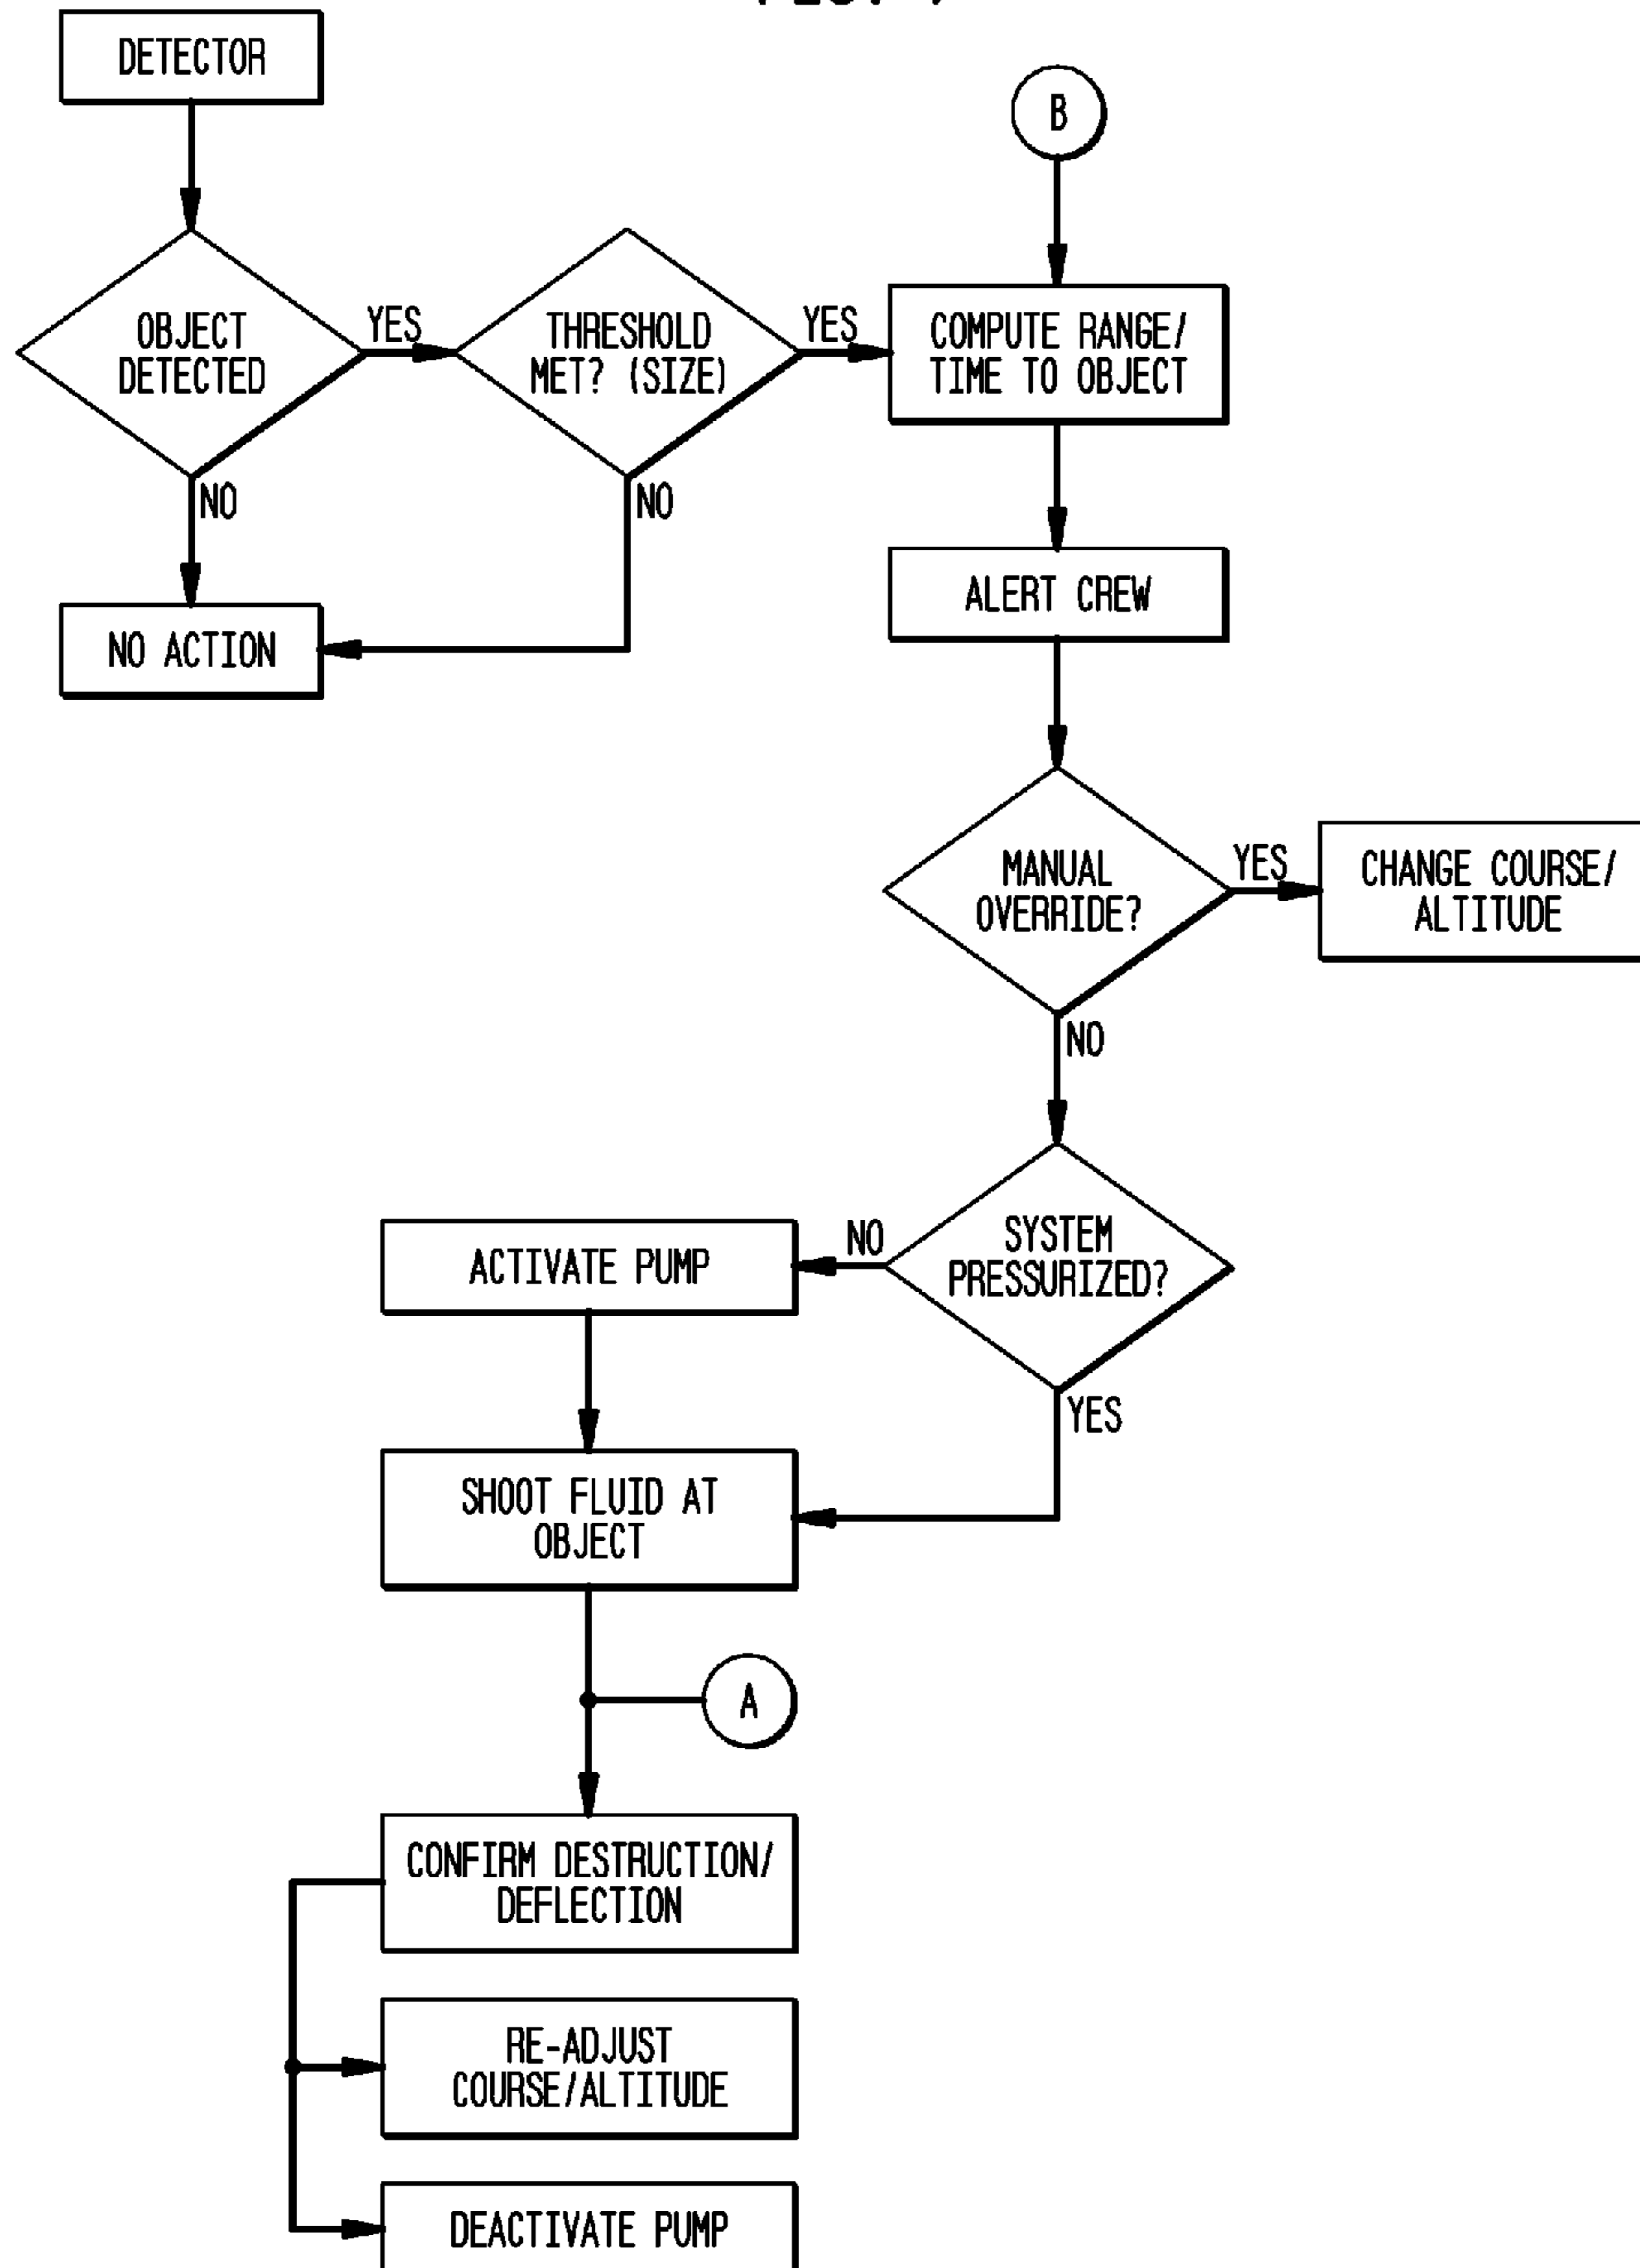 DETECTOR
B
OBJECT
DETECTED
YES
THRESHOLD
MET? (SIZE)
YES
COMPUTE RANGE/
TIME TO OBJECT
NO
NO
ALERT CREW
NO ACTION
MANUAL
OVERRIDE?
YES
CHANGE COURSE/
ALTITUDE
NO
SYSTEM
PRESSURIZED?
NO
ACTIVATE PUMP
YES
SHOOT FLUID AT
OBJECT
A
CONFIRM DESTRUCTION/
DEFLECTION
RE-ADJUST
COURSE/ALTITUDE
DEACTIVATE PUMP